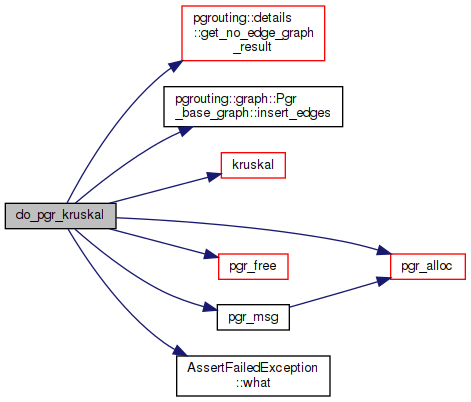 pgrouting::details
::get_no_edge_graph
_result
pgrouting::graph::Pgr
_base_graph::insert_edges
kruskal
do_pgr_kruskal
pgr_free
pgr_alloc
pgr_msg
AssertFailedException
::what